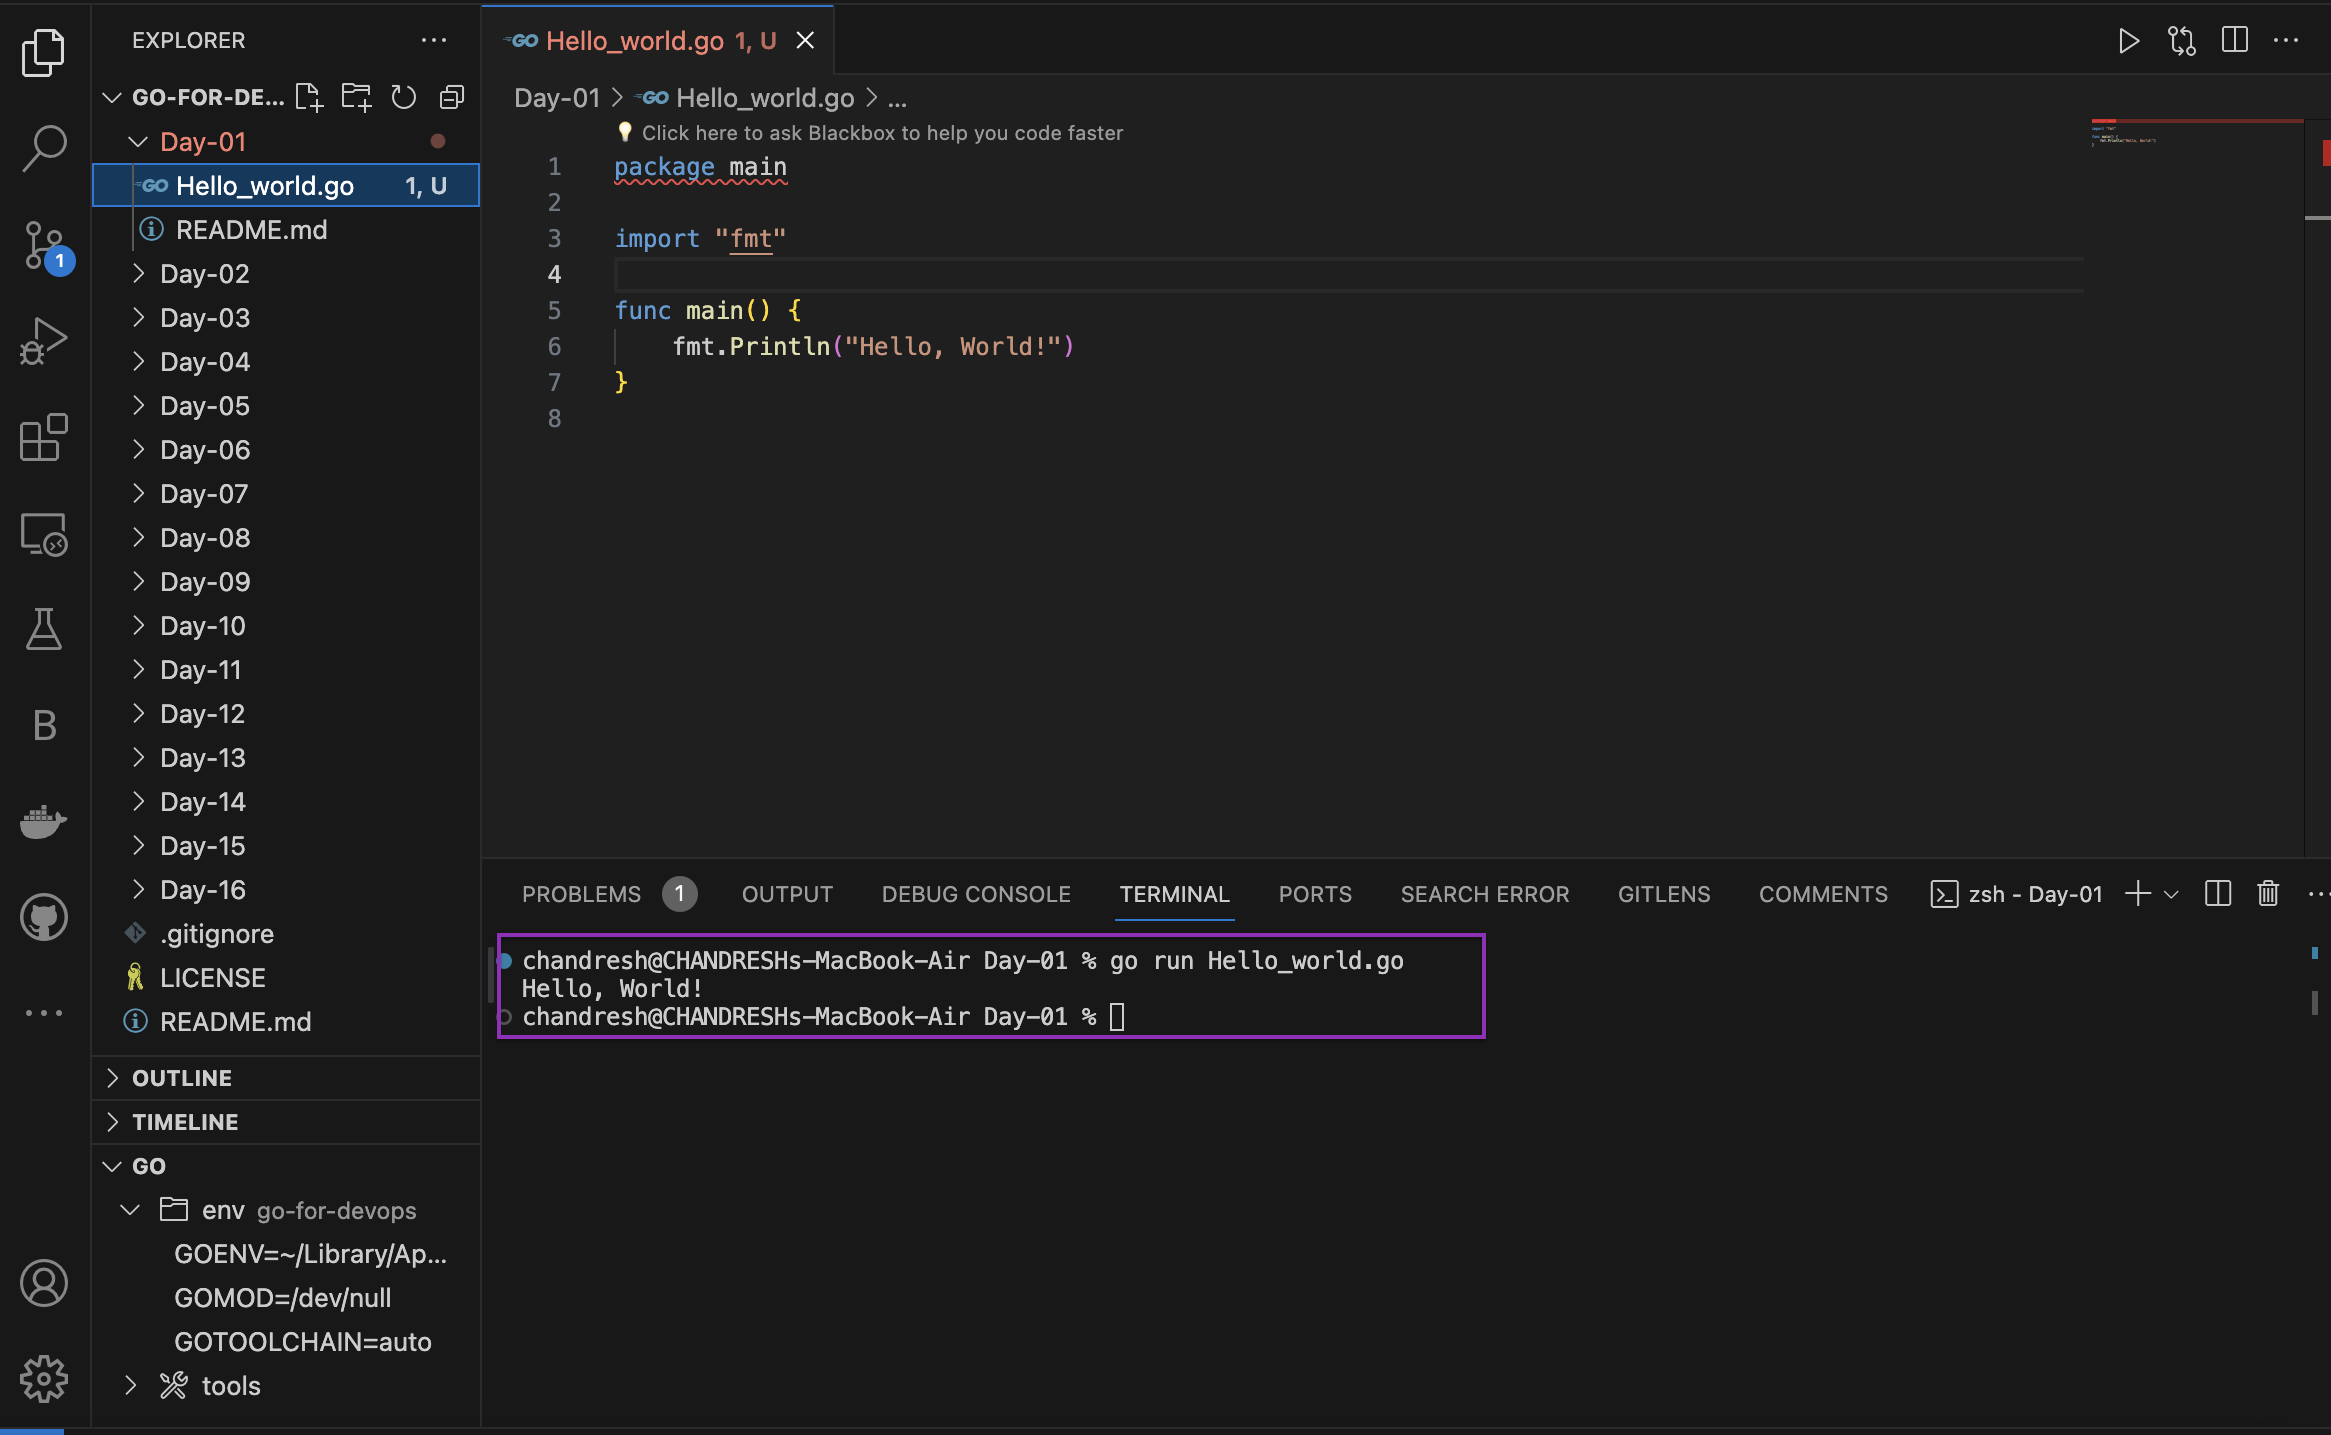 EXPLORER
GO-FOR-DE...
Day-01
GO Hello_world.go 1, U
README.md
Day-02
Day-03
Day-04
Day-05
Day-06
Day-07
Day-08
Day-09
Day-10
Day-11
Day-12
Day-13
Day-14
Day-15
Day-16
.gitignore
LICENSE
README.md
OUTLINE
TIMELINE
GO
env go-for-devops
GOENV=~/Library/Ap...
GOMOD=/dev/null
GOTOOLCHAIN=auto
tools
1
B
GO Hello_world.go 1, U
Day-01 > GO Hello_world.go > ...
Click here to ask Blackbox to help you code faster
1 package main
2
3 import "fmt"
4
5 func main() {
6 fmt.Println("Hello, World!")
7 }
8
PROBLEMS 1 OUTPUT DEBUG CONSOLE TERMINAL PORTS SEARCH ERROR GITLENS COMMENTS zsh - Day-01
chandresh@CHANDRESHs-MacBook-Air Day-01 % go run Hello_world.go
Hello, World!
chandresh@CHANDRESHs-MacBook-Air Day-01 %